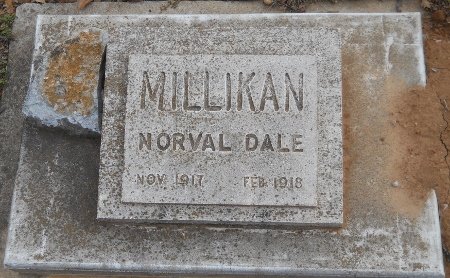 MILLIKAN
NORVAL DALE
NOV. 1917 FEB. 1918